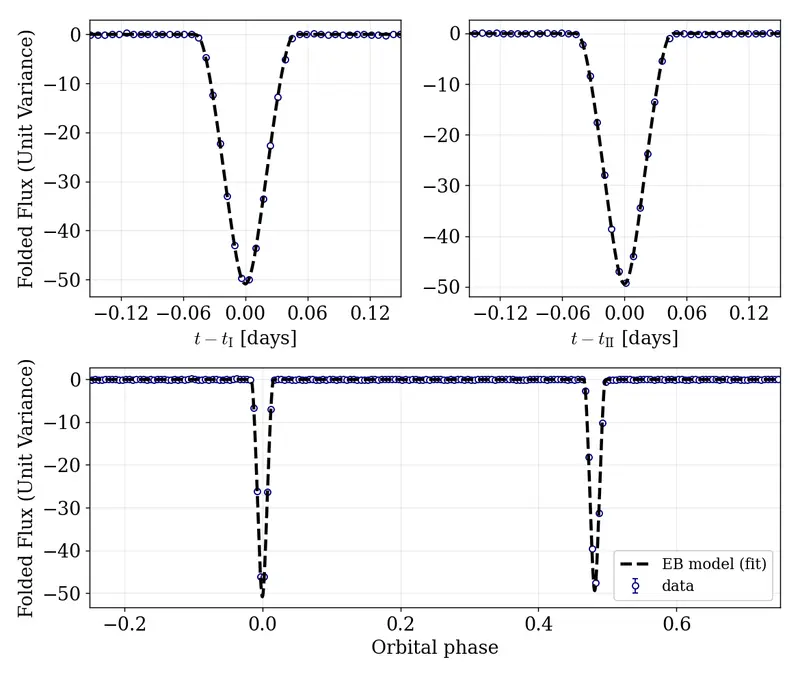 Folded Flux (Unit Variance)
0
−10
−20
−30
−40
−50
−0.12 −0.06 0.00 0.06 0.12
t − tI [days]
0
−10
−20
−30
−40
−50
−0.12 −0.06 0.00 0.06 0.12
t − tII [days]
Folded Flux (Unit Variance)
0
−10
−20
−30
−40
−50
EB model (fit)
data
−0.2 0.0 0.2 0.4 0.6
Orbital phase